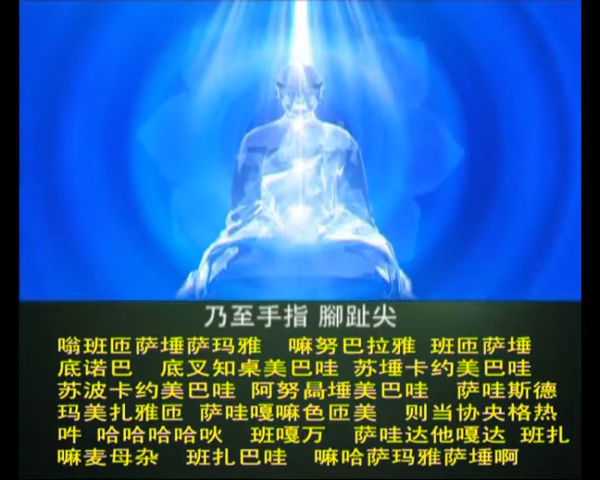 乃至手指 腳趾尖
嗡班匝萨埵萨玛雅 嘛努巴拉雅 班匝萨埵
底诺巴 底叉知桌美巴哇 苏埵卡约美巴哇
苏波卡约美巴哇 阿努曷埵美巴哇 萨哇斯德
玛美扎雅匝 萨哇嘎嘛色匝美 则当协央格热
吽 哈哈哈哈吙 班嘎万 萨哇达他嘎达 班扎
嘛麦母杂 班扎巴哇 嘛哈萨玛雅萨埵啊